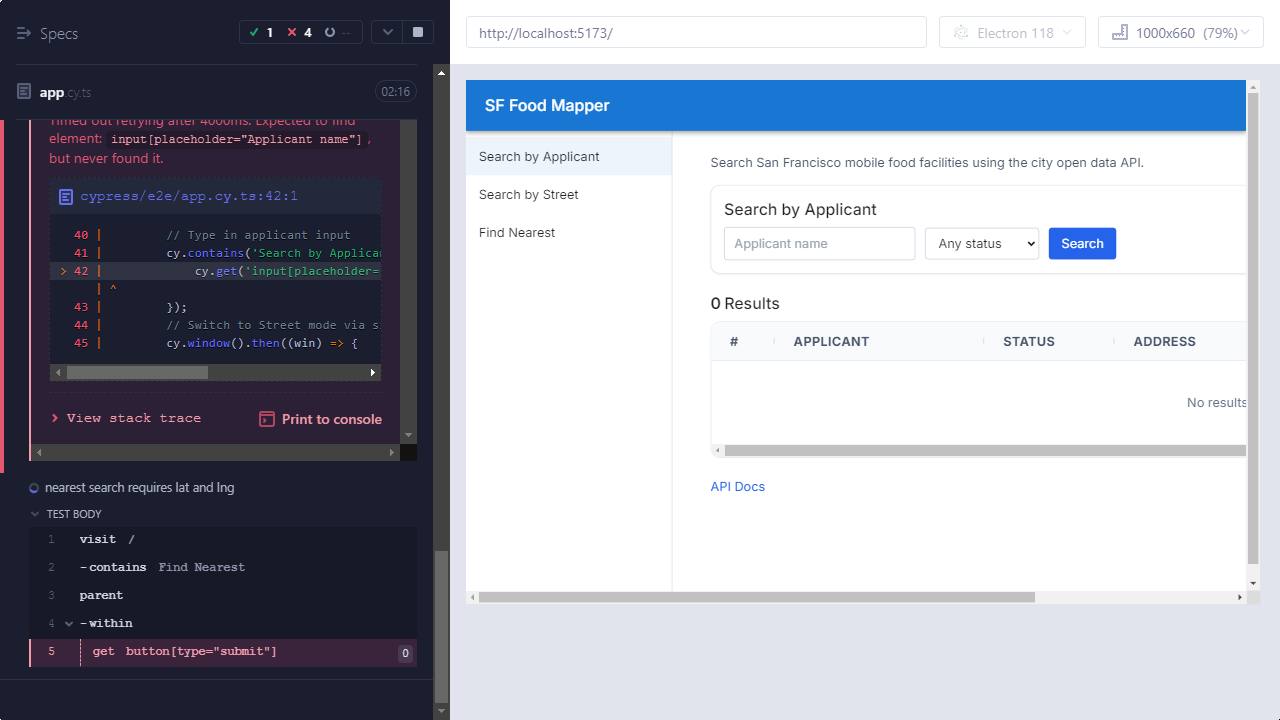 Specs
1
4
--
app.cy.ts
02:16
Timed out retrying after 4000ms. Expected to find
element: input[placeholder="Applicant name"],
but never found it.
cypress/e2e/app.cy.ts:42:1
40 | // Type in applicant input
41 | cy.contains('Search by Applican
> 42 | cy.get('input[placeholder=
| ^
43 | });
44 | // Switch to Street mode via s
45 | cy.window().then((win) => {
View stack trace
Print to console
nearest search requires lat and lng
TEST BODY
1 visit /
2 -contains Find Nearest
3 parent
4 -within
5 get button[type="submit"] 0
http://localhost:5173/
Electron 118
1000x660 (79%)
SF Food Mapper
Search by Applicant
Search by Street
Find Nearest
Search San Francisco mobile food facilities using the city open data API.
Search by Applicant
Applicant name
Any status
Search
0 Results
# APPLICANT STATUS ADDRESS
No results
API Docs